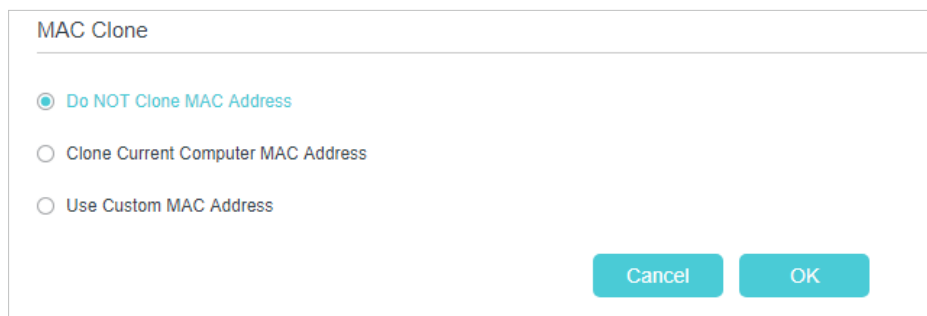 MAC Clone
Do NOT Clone MAC Address
Clone Current Computer MAC Address
Use Custom MAC Address
Cancel OK